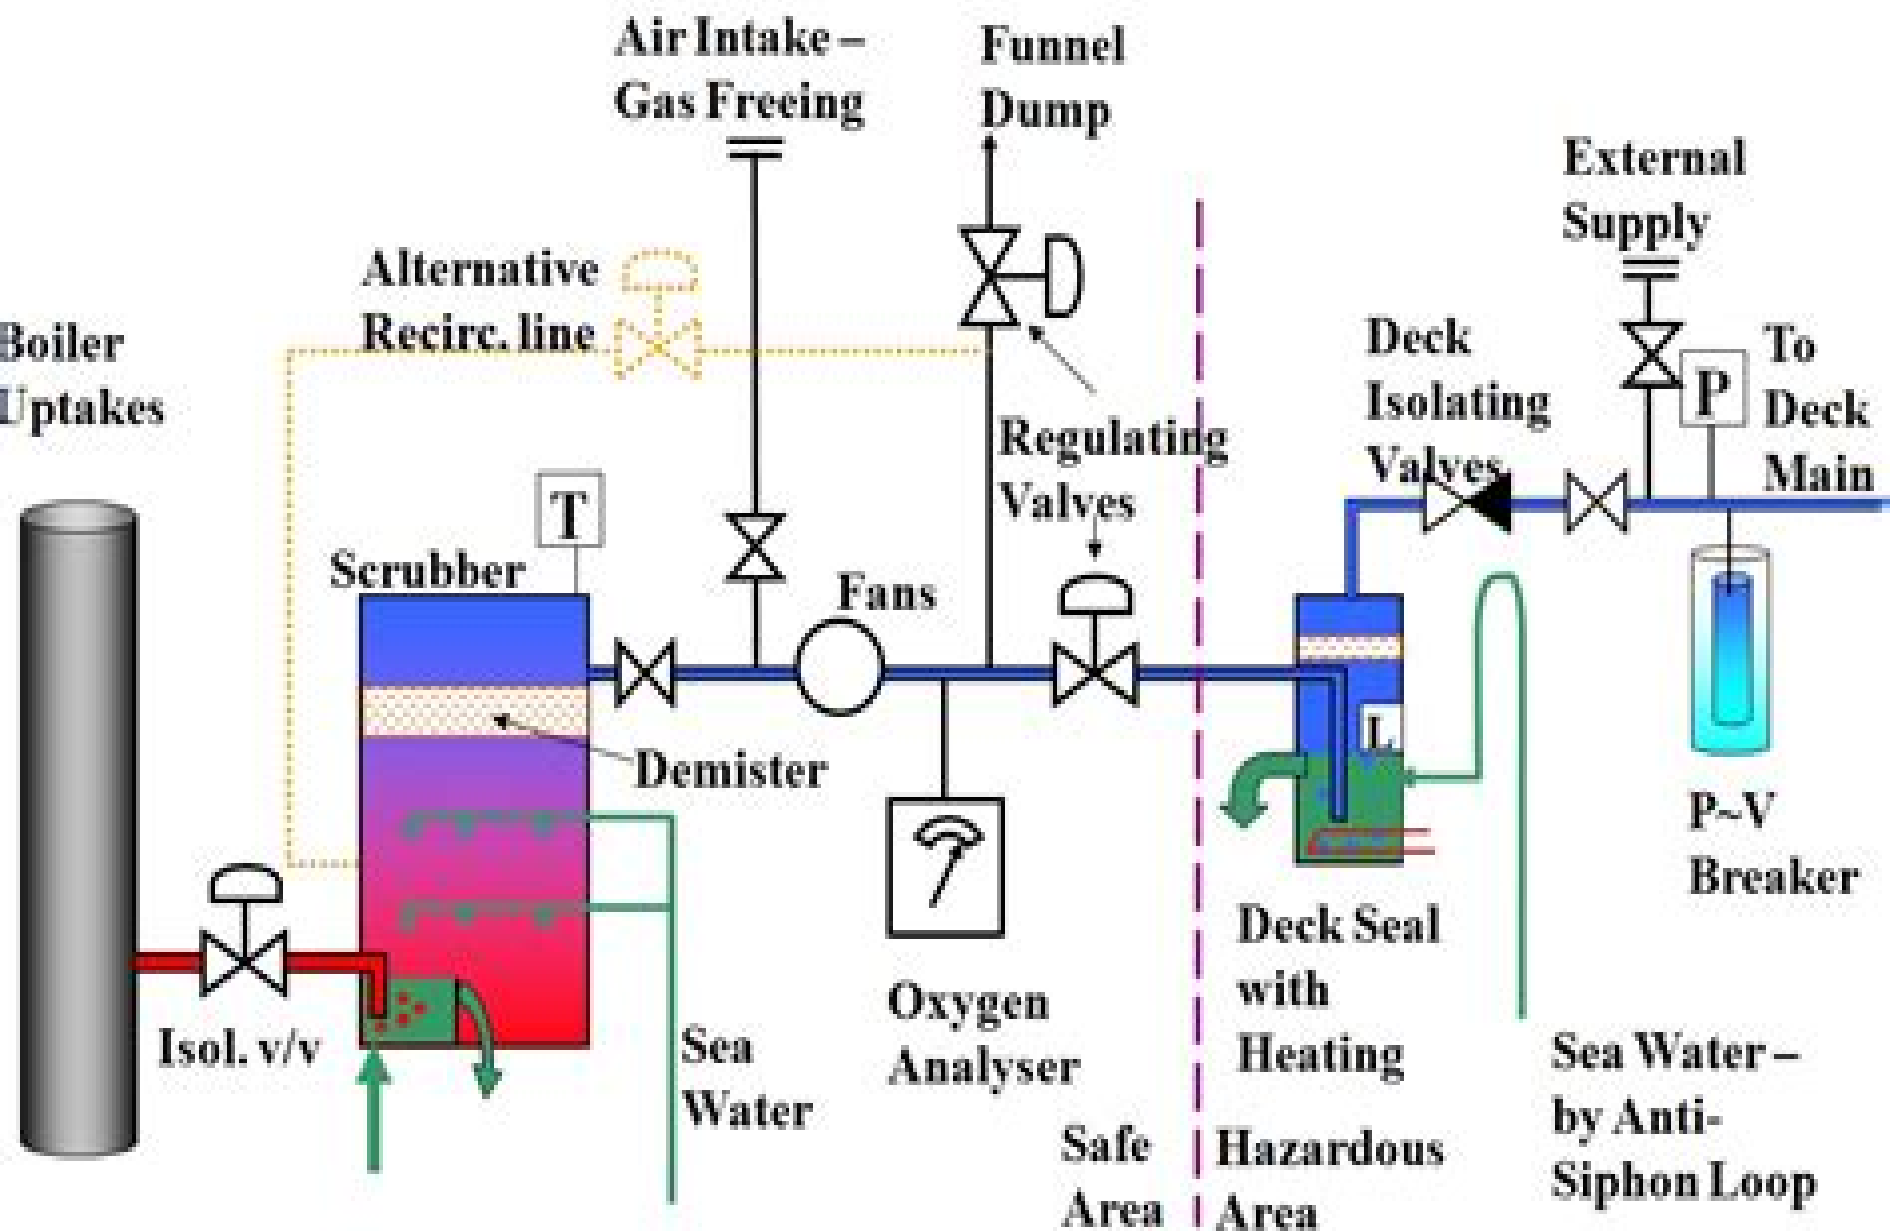 Air Intake –
Gas Freeing
Funnel
Dump
External
Supply
Alternative
Recirc. line
Boiler
Uptakes
Deck
Isolating
Valves
P
To
Deck
Main
Regulating
Valves
T
Scrubber
Fans
Demister
L
P~V
Breaker
Isol. v/v
Sea
Water
Oxygen
Analyser
Deck Seal
with
Heating
Sea Water –
by Anti-
Siphon Loop
Safe
Area
Hazardous
Area